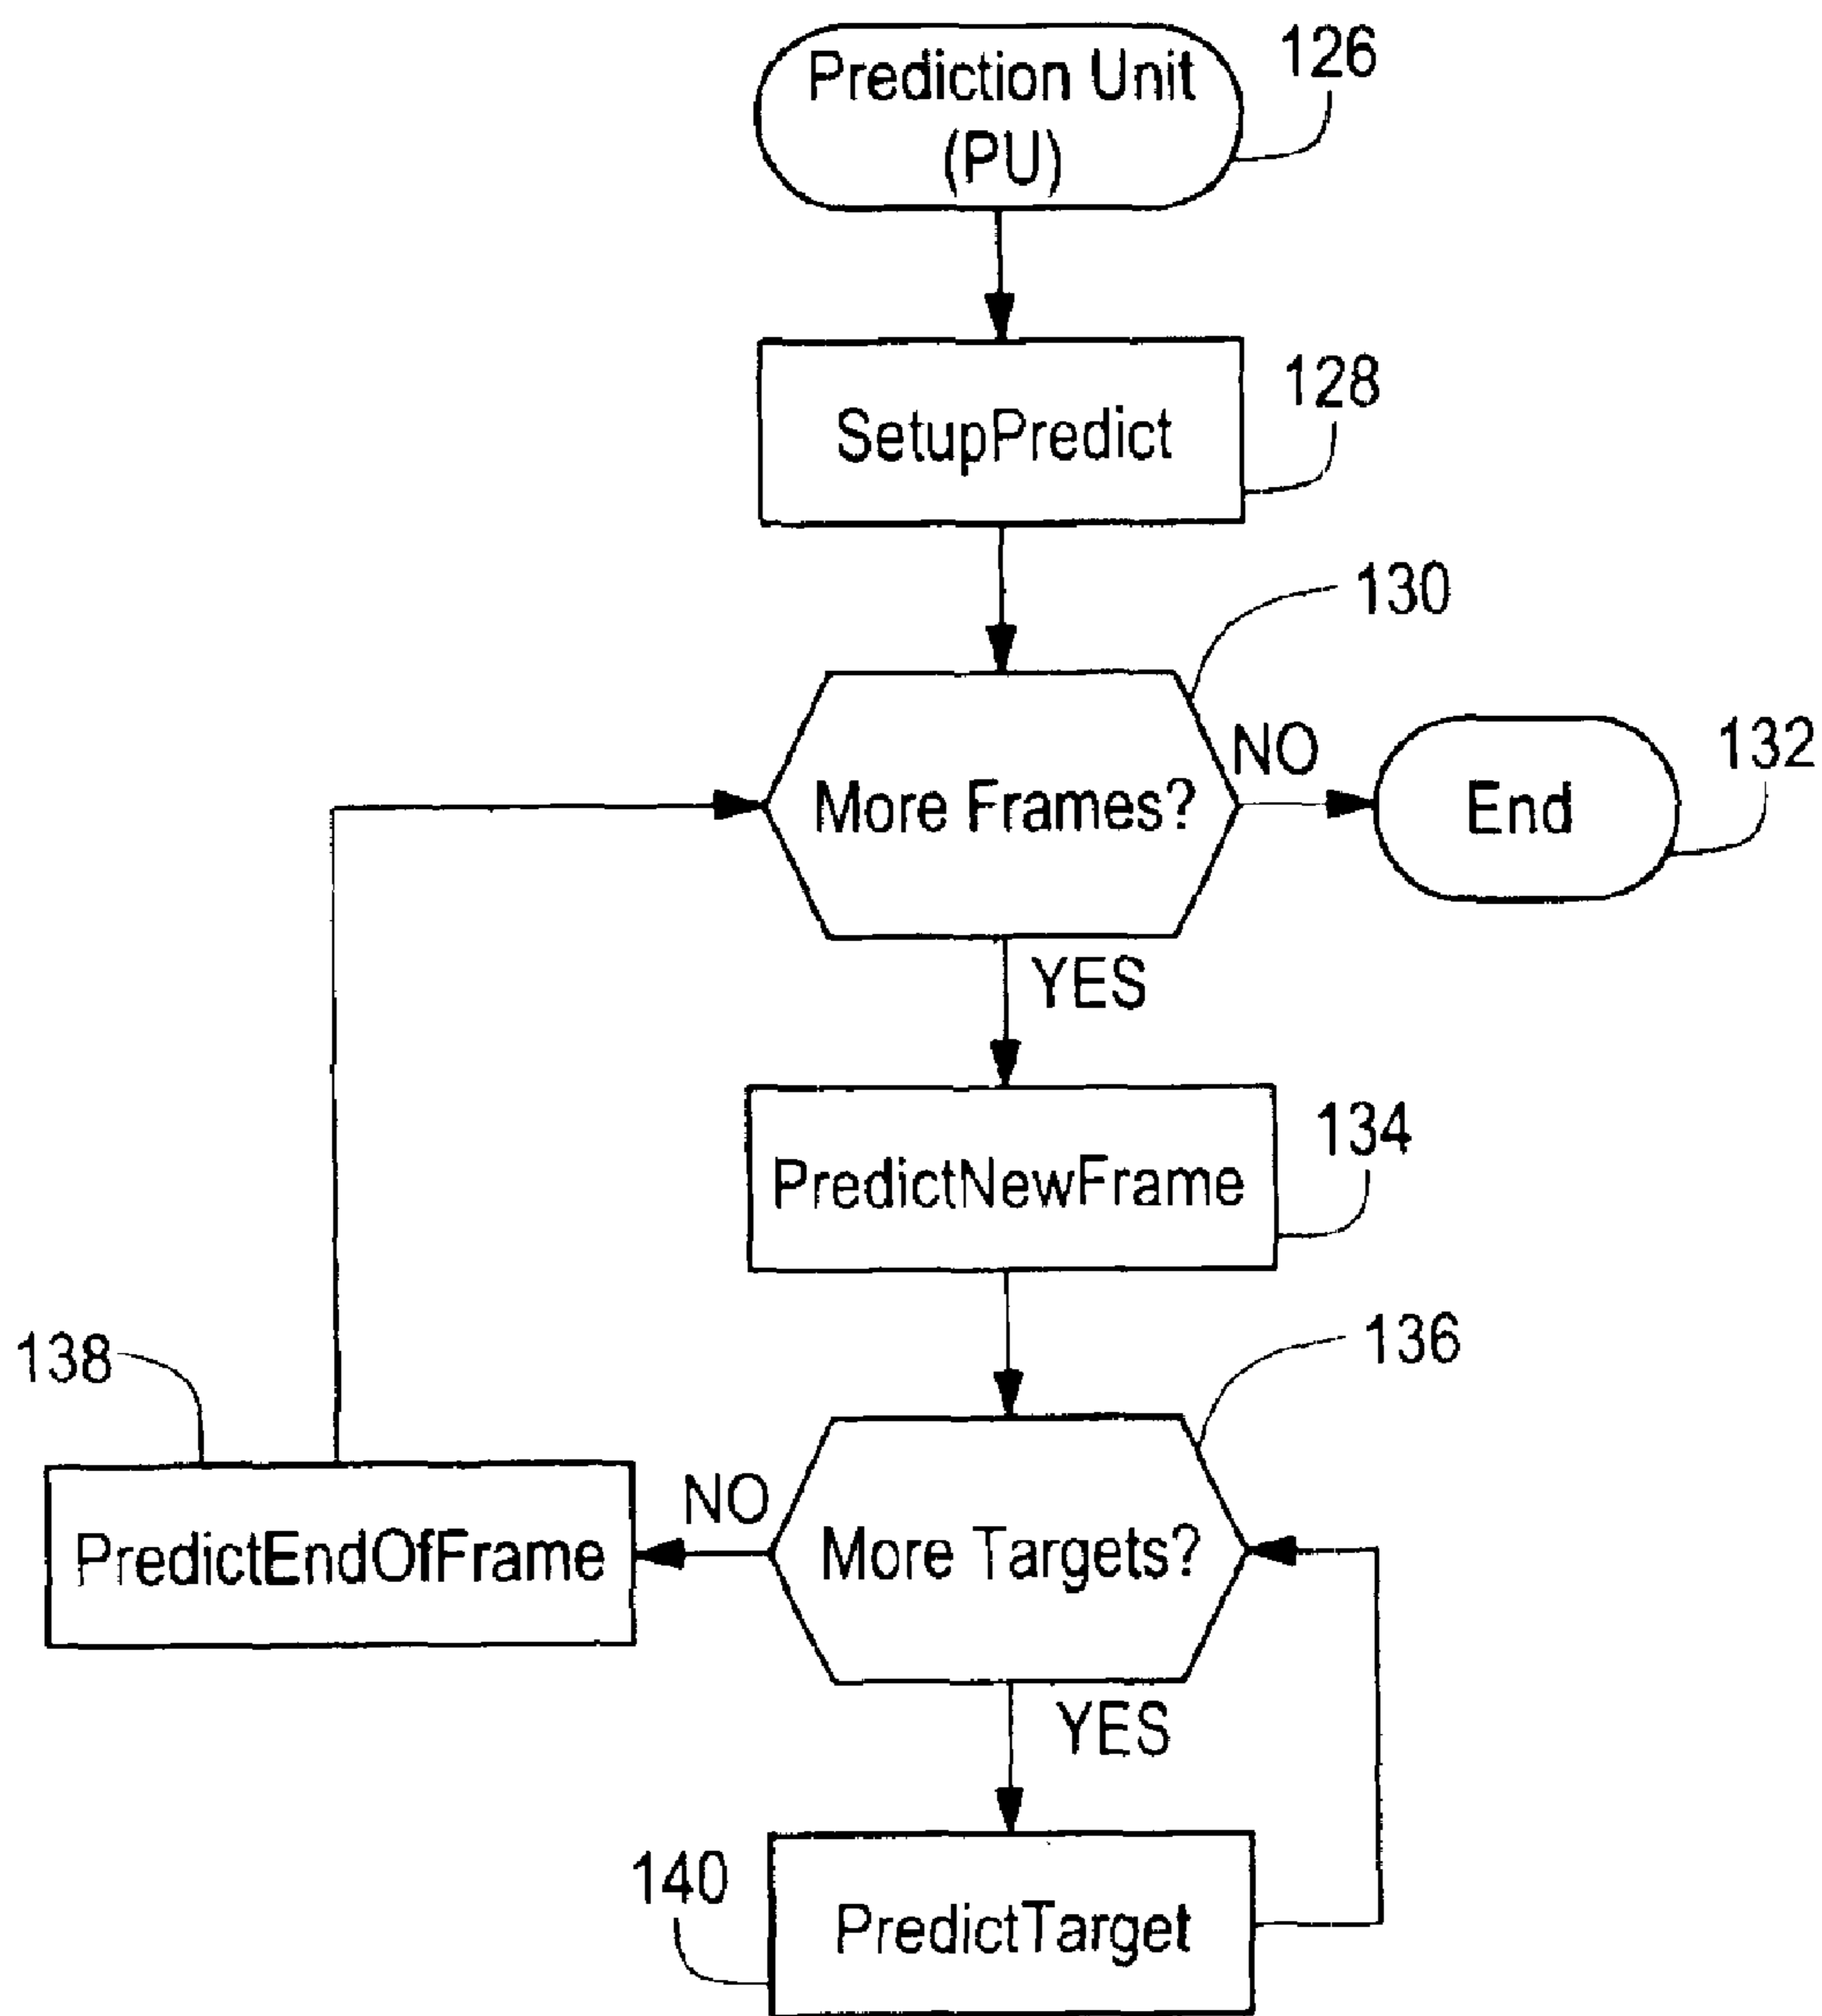 Prediction Unit
(PU)
126
SetupPredict
128
130
More Frames?
NO
End
132
YES
PredictNewFrame
134
136
138
PredictEndOfFrame
NO
More Targets?
YES
140
PredictTarget